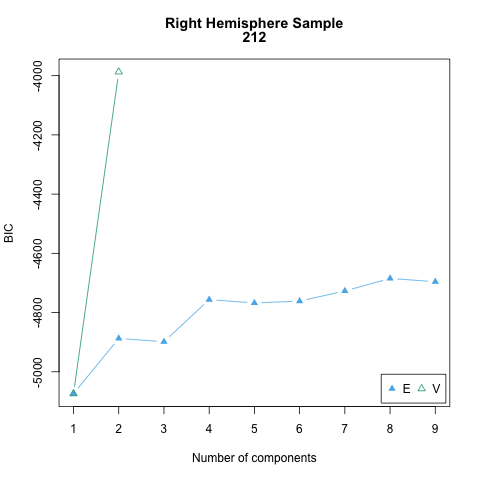 Right Hemisphere Sample
212
BIC
-4000
-4200
-4400
-4600
-4800
-5000
E V
1 2 3 4 5 6 7 8 9
Number of components